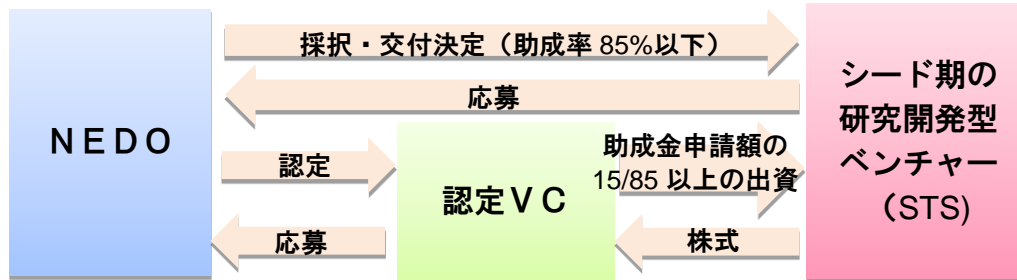 ＮＥＤＯ
採択・交付決定（助成率 85%以下）
応募
認定
応募
認定ＶＣ
助成金申請額の
15/85 以上の出資
株式
シード期の
研究開発型
ベンチャー
（STS)